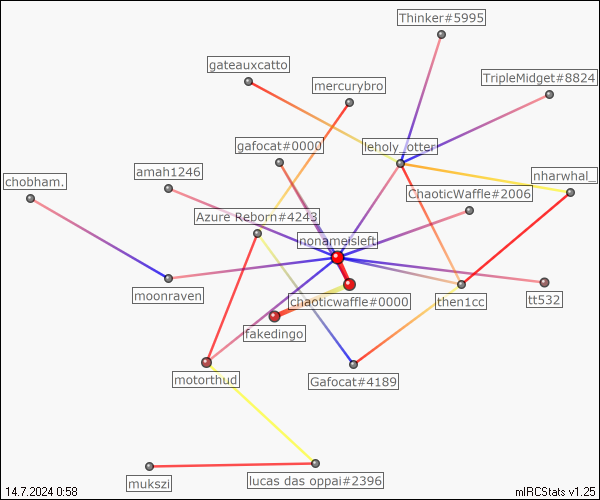 Thinker#5995
gateauxcatto
mercurybro
TripleMidget#8824
gafocat#0000
leholy_otter
amah1246
nharwhal_
chobham.
ChaoticWaffle#2006
Azure Reborn#4243
nonameisleft
moonraven
chaoticwaffle#0000
then1cc
tt532
fakedingo
motorthud
Gafocat#4189
mukszi
lucas das oppai#2396
14.7.2024 0:58
mIRCStats v1.25